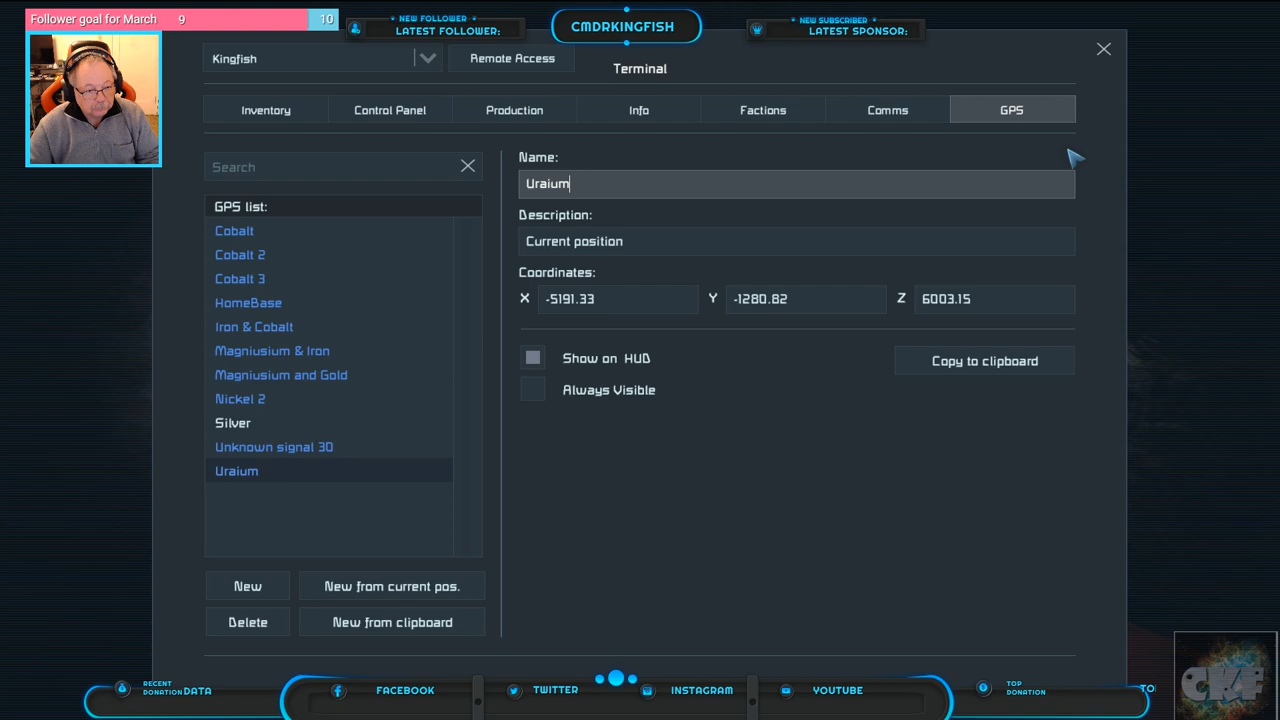 Follower goal for March 9 10
NEW FOLLOWER
LATEST FOLLOWER:
CMDRKINGFISH
NEW SUBSCRIBER
LATEST SPONSOR:
Kingfish
Remote Access
Terminal
Inventory Control Panel Production Info Factions Comms GPS
Search
GPS list:
Cobalt
Cobalt 2
Cobalt 3
HomeBase
Iron & Cobalt
Magniusium & Iron
Magniusium and Gold
Nickel 2
Silver
Unknown signal 30
Uraium
New
New from current pos.
Delete
New from clipboard
Name:
Uraium
Description:
Current position
Coordinates:
X -5191.33 Y -1280.82 Z 6003.15
Show on HUD
Copy to clipboard
Always Visible
RECENT
DONATION DATA
FACEBOOK
TWITTER
INSTAGRAM
YOUTUBE
TOP
DONATION
TO
CKF